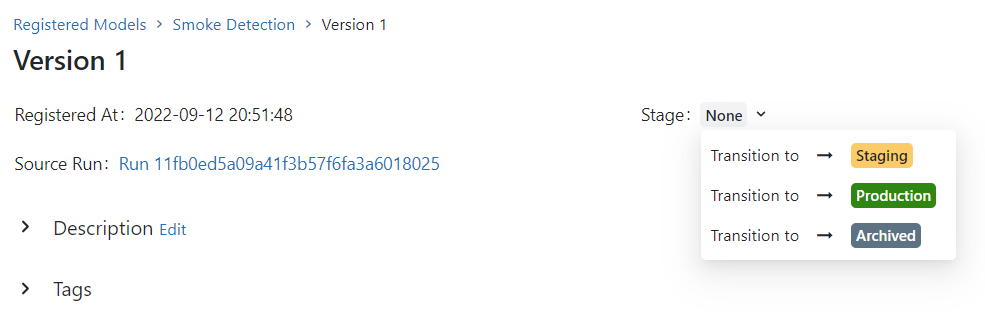 Registered Models > Smoke Detection > Version 1
Version 1
Registered At: 2022-09-12 20:51:48
Stage: None
Transition to → Staging
Source Run: Run 11fb0ed5a09a41f3b57f6fa3a6018025
Transition to → Production
Description Edit
Transition to → Archived
Tags